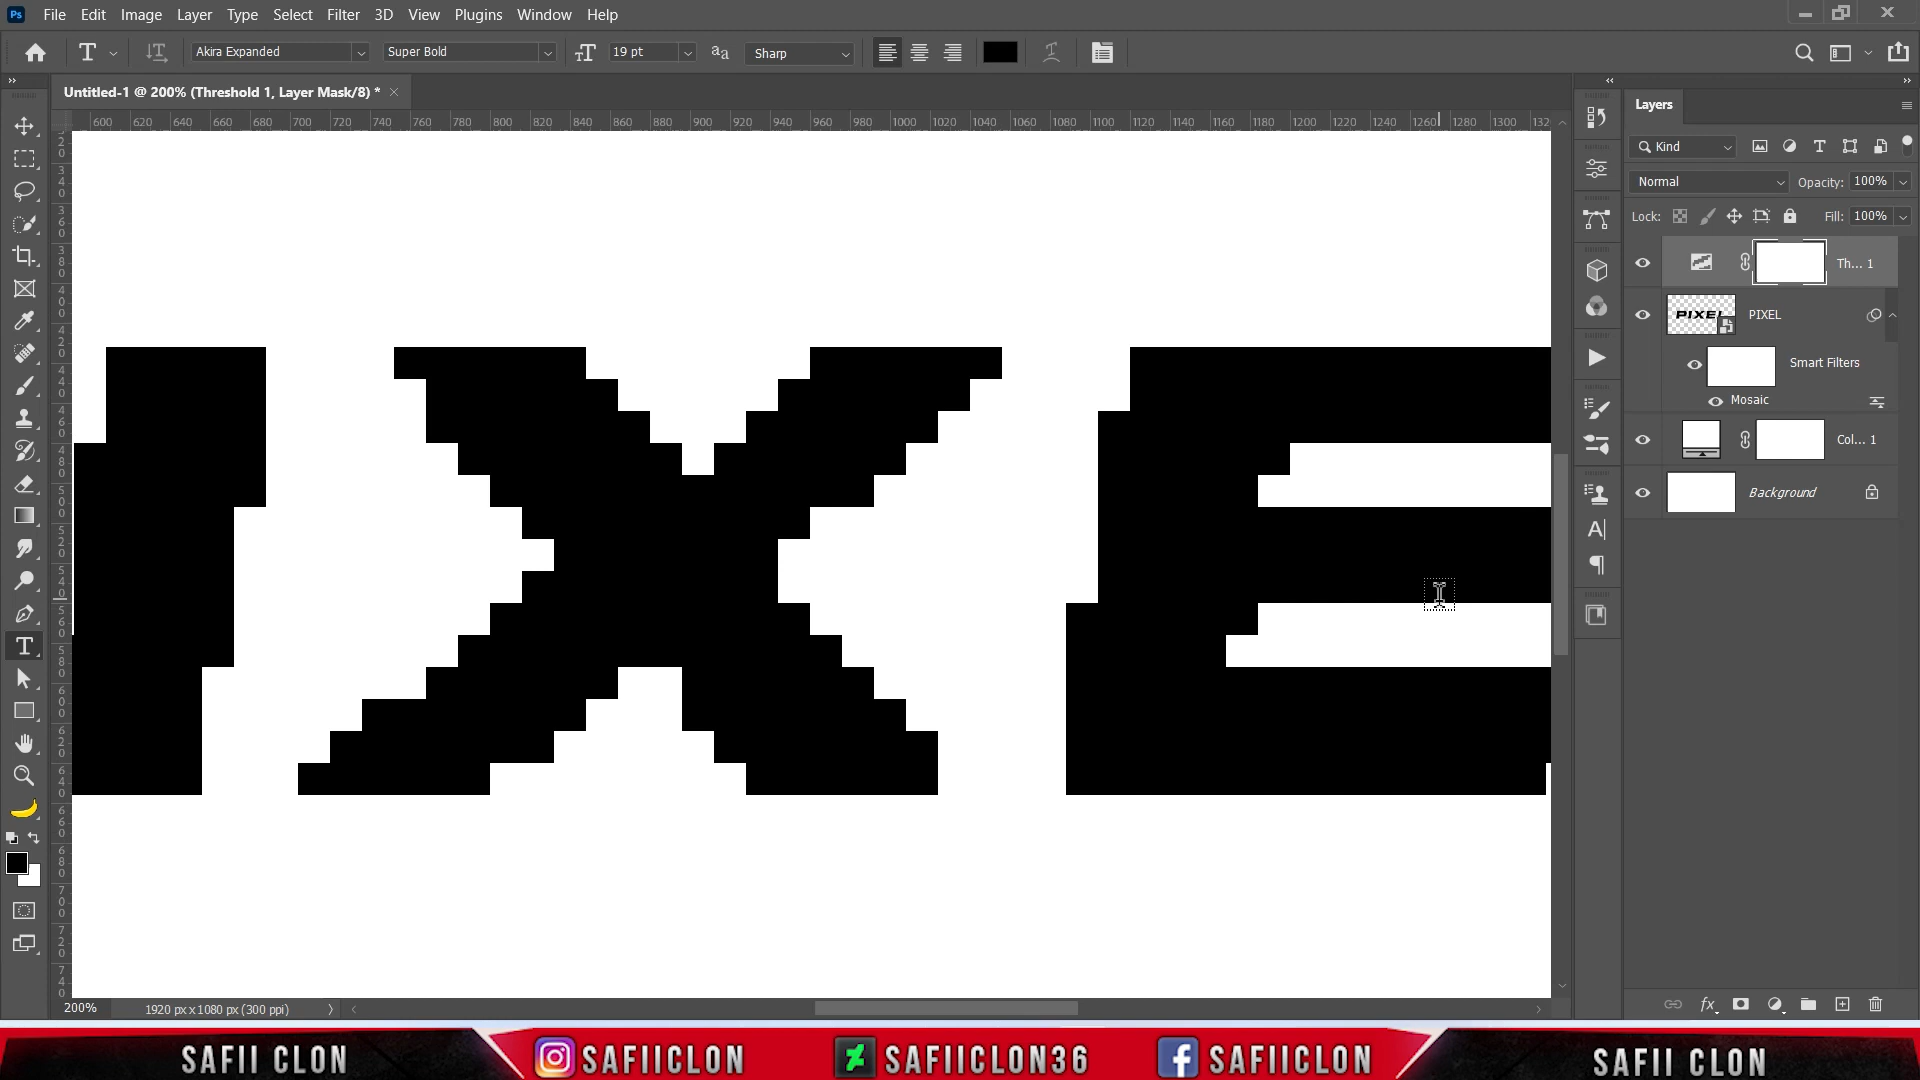 File Edit Image Layer Type Select Filter 3D View Plugins Window Help
Akira Expanded Super Bold 19 pt Sharp
Untitled-1 @ 200% (Threshold 1, Layer Mask/8) *
600 620 640 660 680 700 720 740 760 780 800 820 840 860 880 900 920 940 960 980 1000 1020 1040 1060 1080 1100 1120 1140 1160 1180 1200 1220 1240 1260 1280 1300 132
Layers
Kind
Normal Opacity: 100%
Lock: Fill: 100%
Th... 1
PIXEL PIXEL
Smart Filters
Mosaic
Col... 1
Background
IXE
200% 1920 px x 1080 px (300 ppi)
SAFII CLON SAFIICLON SAFIICLON36 SAFIICLON SAFII CLON